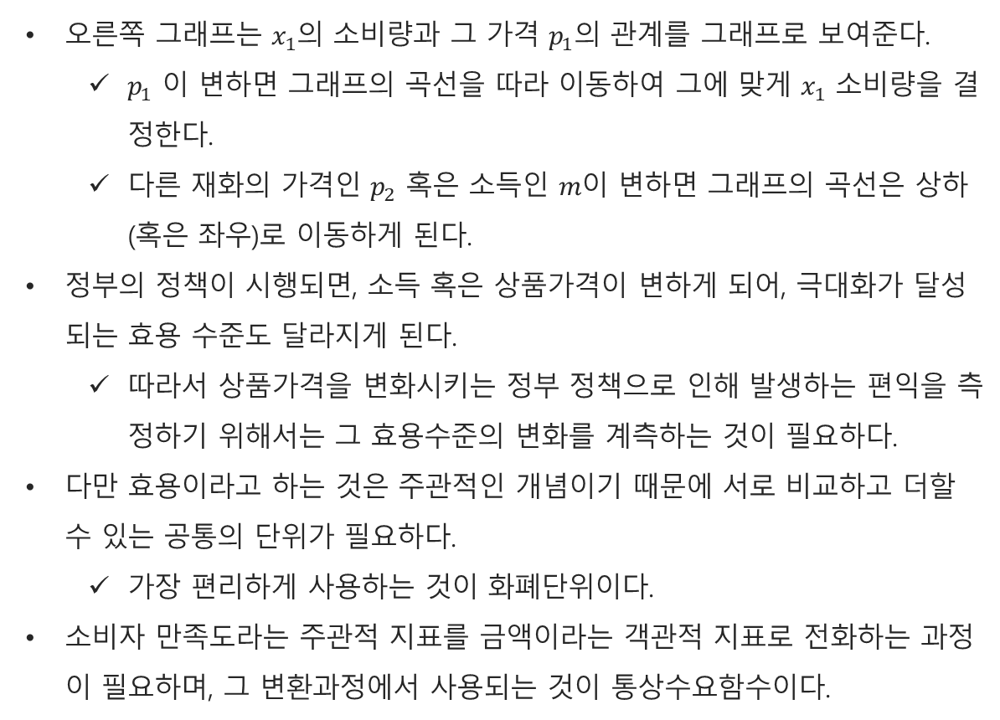 • 오른쪽 그래프는 x₁의 소비량과 그 가격 p₁의 관계를 그래프로 보여준다.
✓ p₁ 이 변하면 그래프의 곡선을 따라 이동하여 그에 맞게 x₁ 소비량을 결
정한다.
✓ 다른 재화의 가격인 p₂ 혹은 소득인 m이 변하면 그래프의 곡선은 상하
(혹은 좌우)로 이동하게 된다.
• 정부의 정책이 시행되면, 소득 혹은 상품가격이 변하게 되어, 극대화가 달성
되는 효용 수준도 달라지게 된다.
✓ 따라서 상품가격을 변화시키는 정부 정책으로 인해 발생하는 편익을 측
정하기 위해서는 그 효용수준의 변화를 계측하는 것이 필요하다.
• 다만 효용이라고 하는 것은 주관적인 개념이기 때문에 서로 비교하고 더할
수 있는 공통의 단위가 필요하다.
✓ 가장 편리하게 사용하는 것이 화폐단위이다.
• 소비자 만족도라는 주관적 지표를 금액이라는 객관적 지표로 전화하는 과정
이 필요하며, 그 변환과정에서 사용되는 것이 통상수요함수이다.